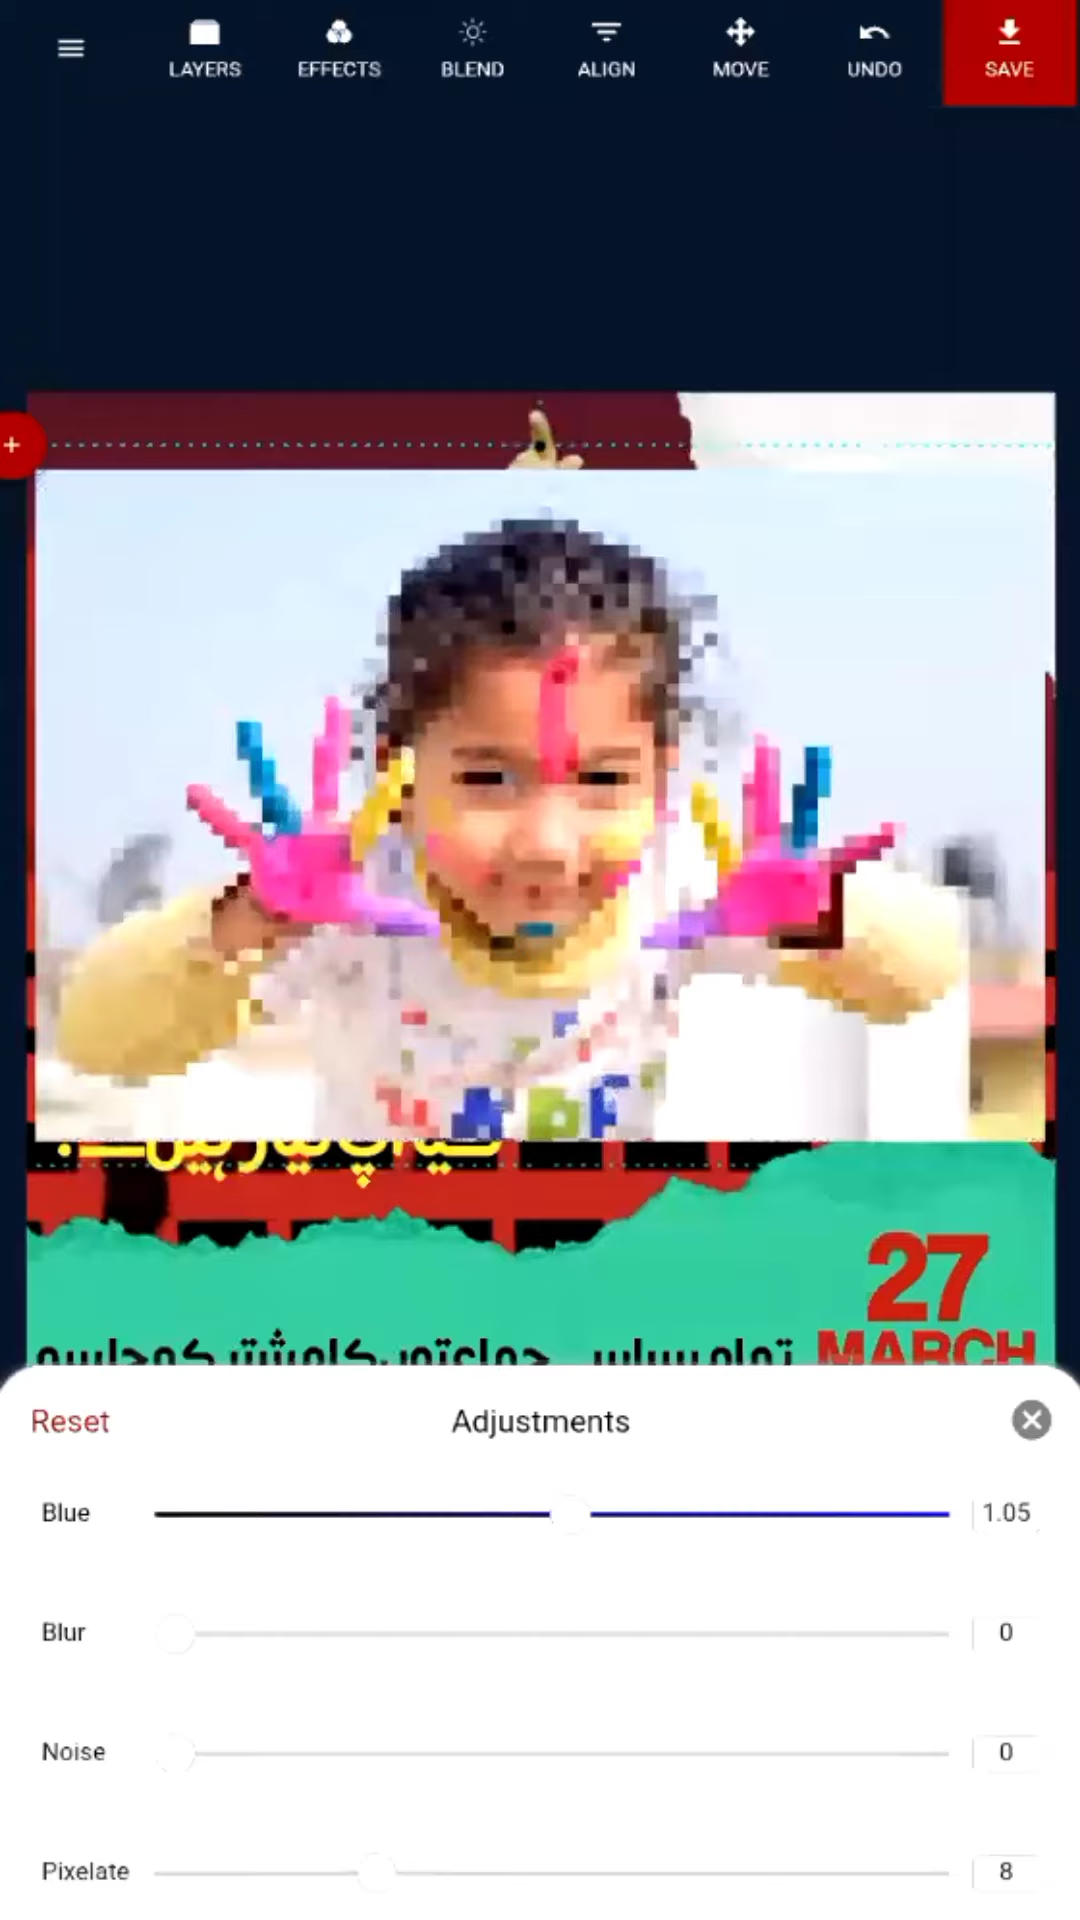 LAYERS EFFECTS BLEND ALIGN MOVE UNDO SAVE
27
MARCH
Reset Adjustments
Blue 1.05
Blur 0
Noise 0
Pixelate 8